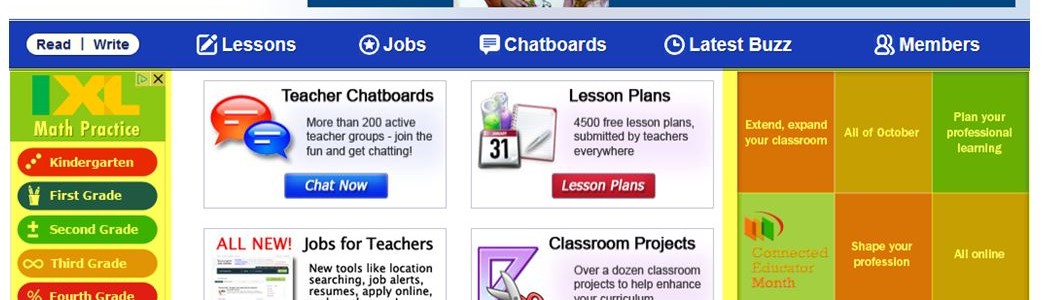 Read | Write
Lessons
Jobs
Chatboards
Latest Buzz
Members
IXL
Math Practice
Kindergarten
First Grade
Second Grade
Third Grade
Fourth Grade
Teacher Chatboards
More than 200 active
teacher groups - join the
fun and get chatting!
Chat Now
Lesson Plans
4500 free lesson plans,
submitted by teachers
everywhere
JANUARY
31
Lesson Plans
ALL NEW! Jobs for Teachers
New tools like location
searching, job alerts,
resumes, apply online,
Classroom Projects
Over a dozen classroom
projects to help enhance
your curriculum
Extend, expand
your classroom
All of October
Plan your
professional
learning
Connected
Educator
Month
Shape your
profession
All online